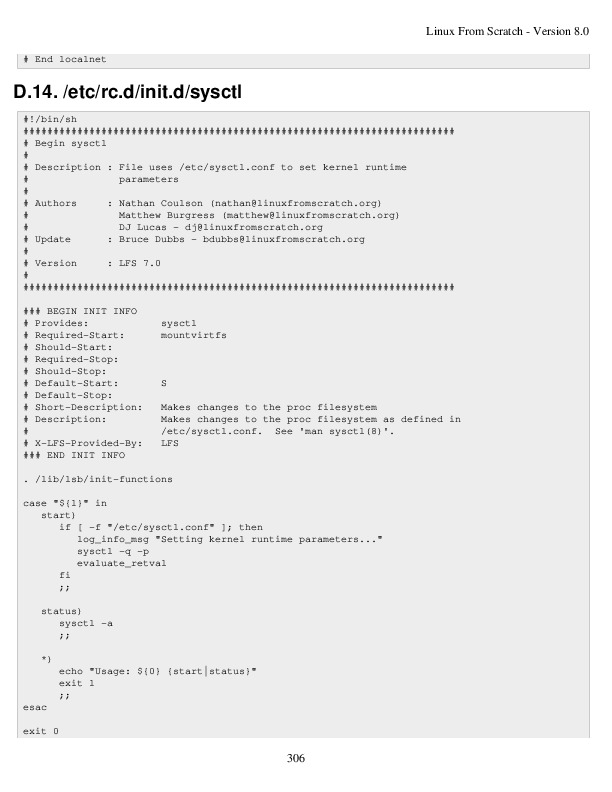 Linux From Scratch - Version 8.0
# End localnet
D.14. /etc/rc.d/init.d/sysctl
#!/bin/sh
########################################################################
# Begin sysctl
#
# Description : File uses /etc/sysctl.conf to set kernel runtime
#               parameters
#
# Authors     : Nathan Coulson (nathan@linuxfromscratch.org)
#               Matthew Burgress (matthew@linuxfromscratch.org)
#               DJ Lucas - dj@linuxfromscratch.org
# Update      : Bruce Dubbs - bdubbs@linuxfromscratch.org
#
# Version     : LFS 7.0
#
########################################################################
### BEGIN INIT INFO
# Provides:            sysctl
# Required-Start:      mountvirtfs
# Should-Start:
# Required-Stop:
# Should-Stop:
# Default-Start:       S
# Default-Stop:
# Short-Description:   Makes changes to the proc filesystem
# Description:         Makes changes to the proc filesystem as defined in
#                      /etc/sysctl.conf.  See 'man sysctl(8)'.
# X-LFS-Provided-By:   LFS
### END INIT INFO
. /lib/lsb/init-functions
case "${1}" in
   start)
      if [ -f "/etc/sysctl.conf" ]; then
         log_info_msg "Setting kernel runtime parameters..."
         sysctl -q -p
         evaluate_retval
      fi
      ;;
   status)
      sysctl -a
      ;;
   *)
      echo "Usage: ${0} {start|status}"
      exit 1
      ;;
esac
exit 0
306